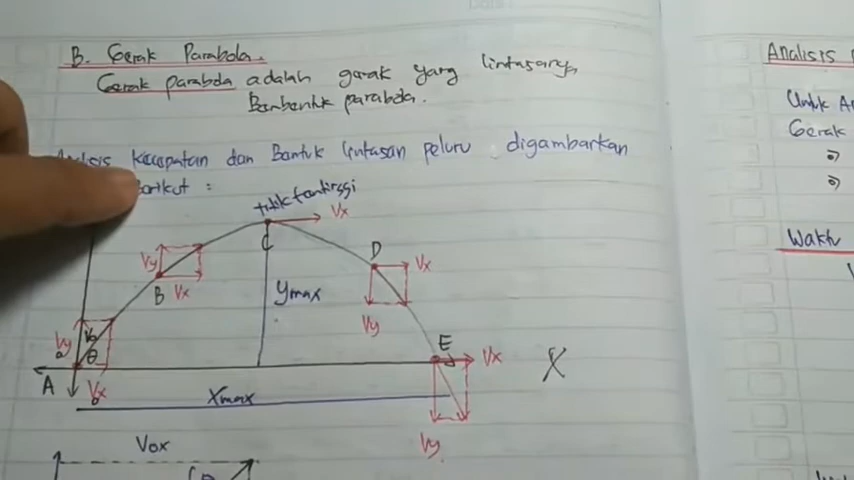 B. Gerak Parabola.
Gerak parabola adalah gerak yang lintasannya
Berbentuk parabola.
kecepatan dan Bentuk lintasan peluru digambarkan
berikut :
titik tertinggi
Vx
C
D
Vy
Vx
B
Vx
Ymax
Vy
Vy
V₀
θ
E
Vx
A
Vx
X
Xmax
Vy
Vox
Analisis
Untuk
Gerak
Waktu